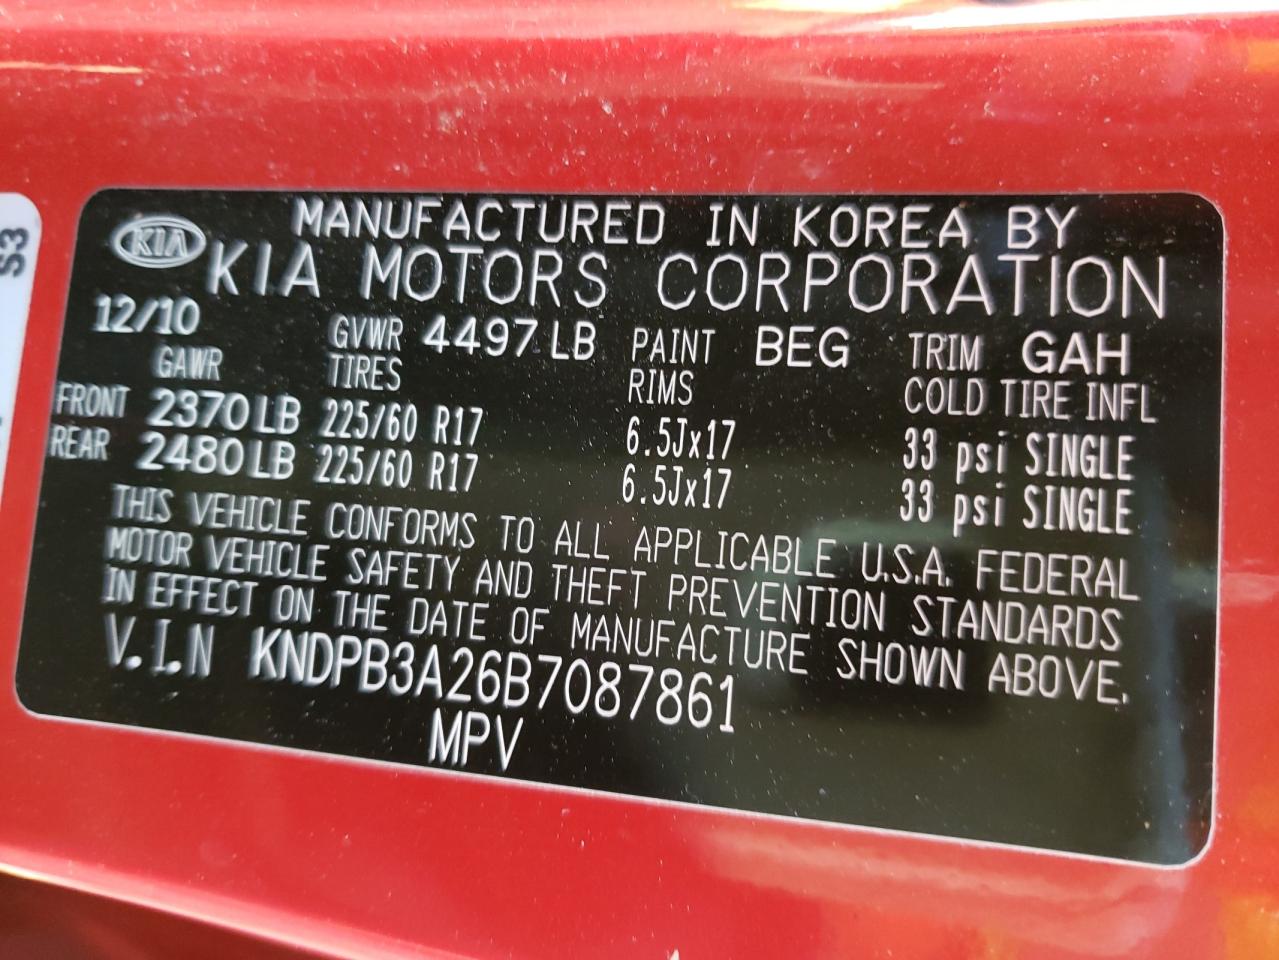 S3
KIA
MANUFACTURED IN KOREA BY
KIA MOTORS CORPORATION
12/10 GVWR 4497 LB PAINT BEG TRIM GAH
GAWR TIRES RIMS COLD TIRE INFL
FRONT 2370 LB 225/60 R17 6.5Jx17 33 psi SINGLE
REAR 2480 LB 225/60 R17 6.5Jx17 33 psi SINGLE
THIS VEHICLE CONFORMS TO ALL APPLICABLE U.S.A. FEDERAL
MOTOR VEHICLE SAFETY AND THEFT PREVENTION STANDARDS
IN EFFECT ON THE DATE OF MANUFACTURE SHOWN ABOVE.
V.I.N KNDPB3A26B7087861
MPV